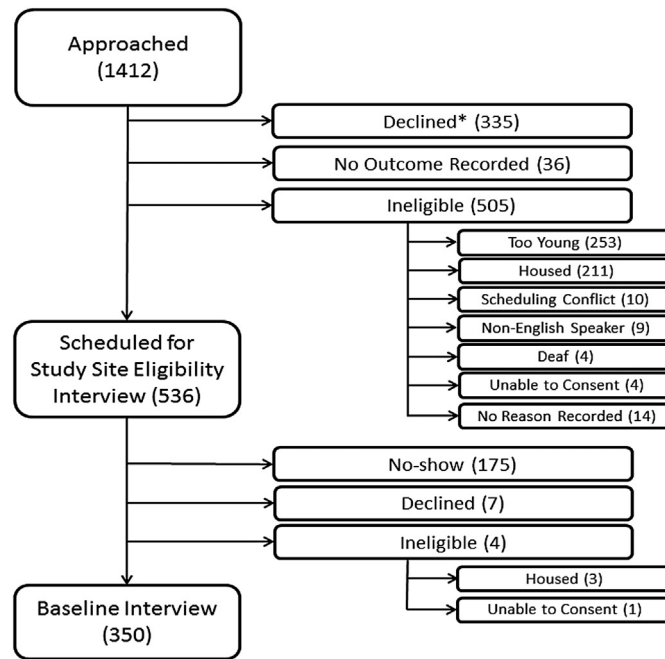 Approached
(1412)
Declined* (335)
No Outcome Recorded (36)
Ineligible (505)
Too Young (253)
Housed (211)
Scheduling Conflict (10)
Non-English Speaker (9)
Deaf (4)
Unable to Consent (4)
No Reason Recorded (14)
Scheduled for
Study Site Eligibility
Interview (536)
No-show (175)
Declined (7)
Ineligible (4)
Housed (3)
Unable to Consent (1)
Baseline Interview
(350)